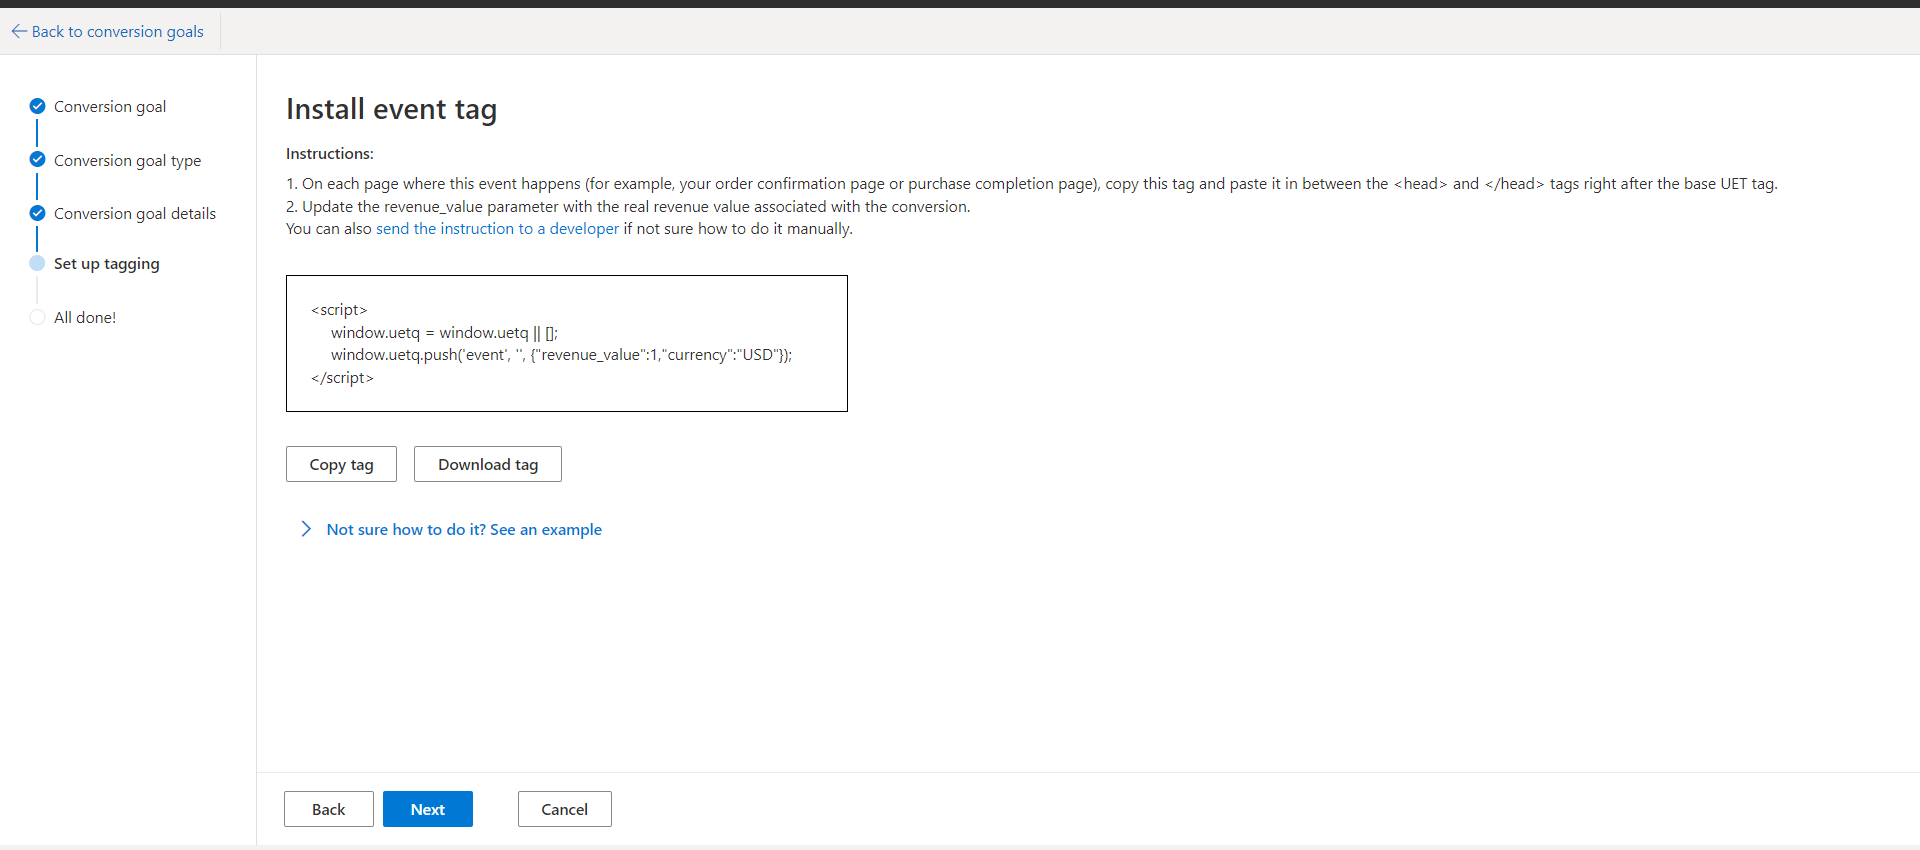 Back to conversion goals
Conversion goal
Conversion goal type
Conversion goal details
Set up tagging
All done!
Install event tag
Instructions:
1. On each page where this event happens (for example, your order confirmation page or purchase completion page), copy this tag and paste it in between the <head> and </head> tags right after the base UET tag.
2. Update the revenue_value parameter with the real revenue value associated with the conversion.
You can also send the instruction to a developer if not sure how to do it manually.
<script>
window.uetq = window.uetq || [];
window.uetq.push('event', '', {"revenue_value":1,"currency":"USD"});
</script>
Copy tag
Download tag
Not sure how to do it? See an example
Back
Next
Cancel